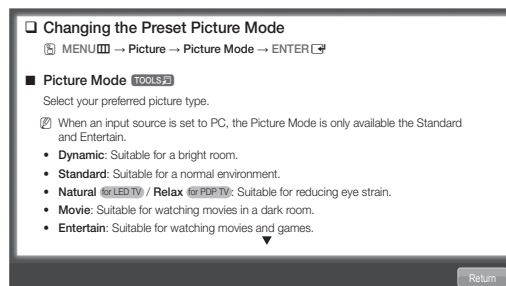 Changing the Preset Picture Mode
MENU → Picture → Picture Mode → ENTER
Picture Mode TOOLS
Select your preferred picture type.
When an input source is set to PC, the Picture Mode is only available the Standard
and Entertain.
• Dynamic: Suitable for a bright room.
• Standard: Suitable for a normal environment.
• Natural for LED TV / Relax for PDP TV: Suitable for reducing eye strain.
• Movie: Suitable for watching movies in a dark room.
• Entertain: Suitable for watching movies and games.
Return